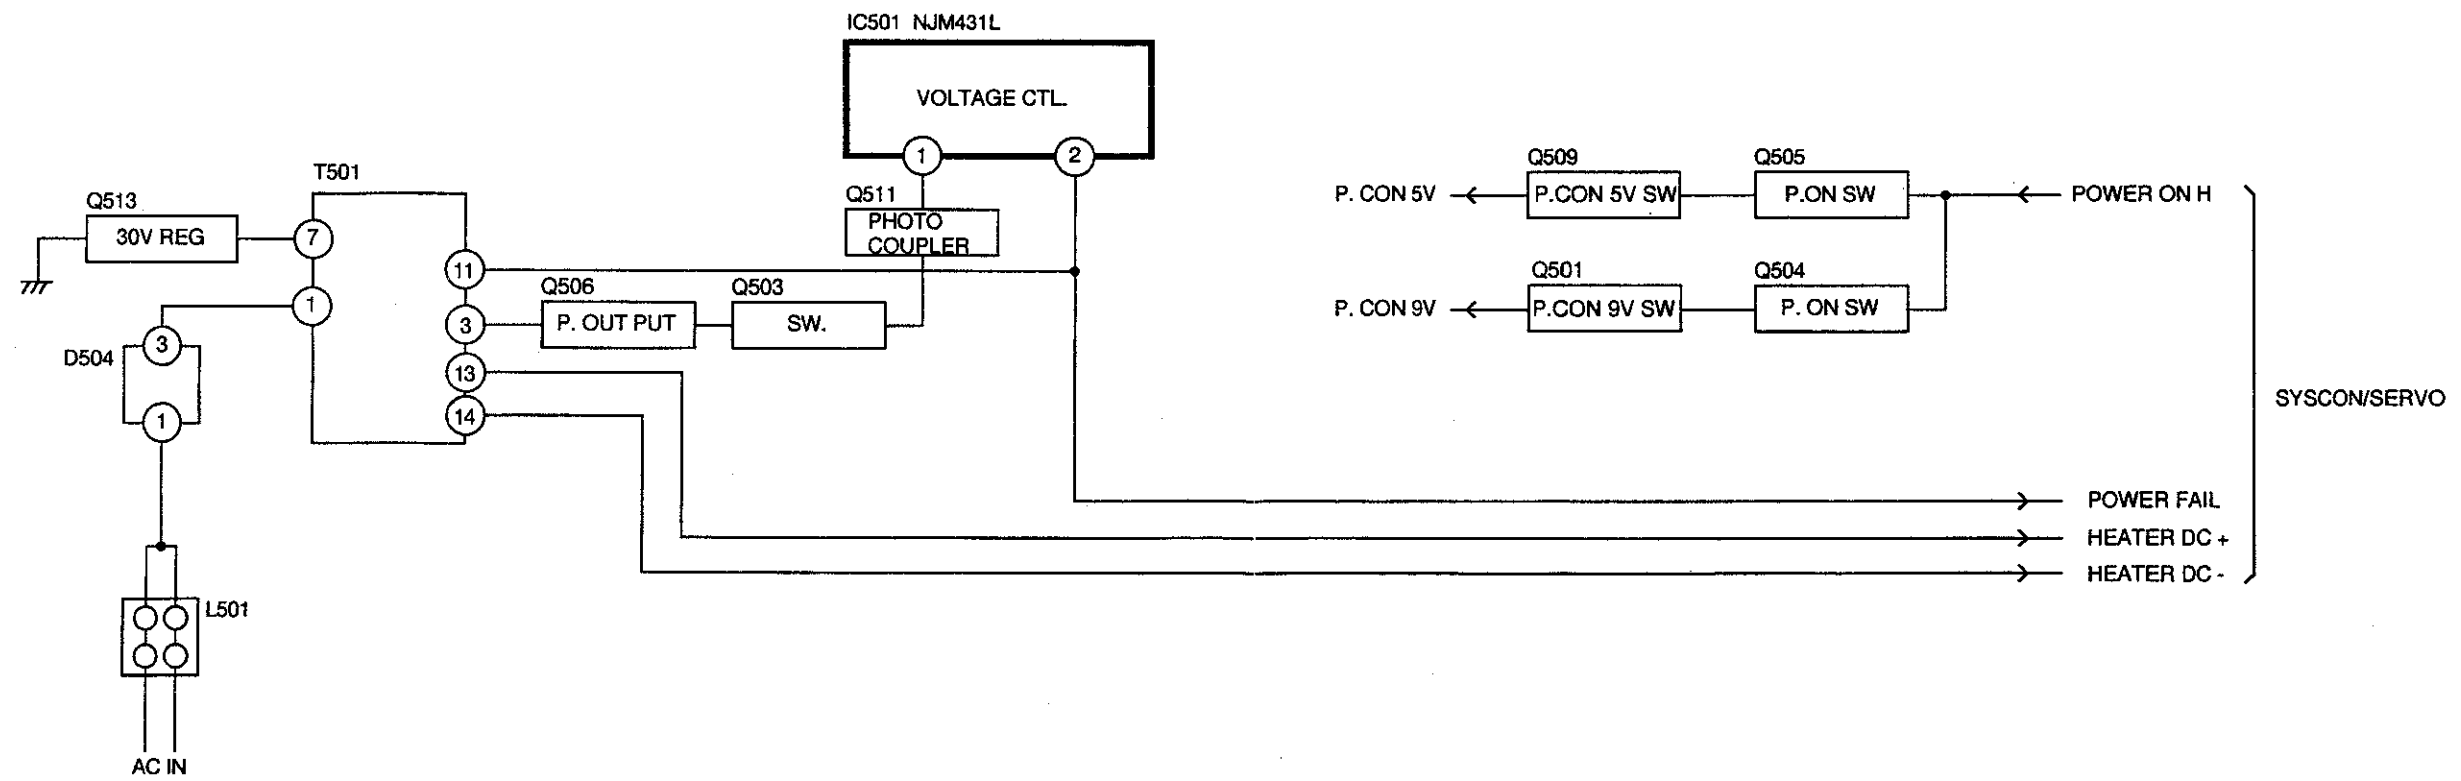 IC501 NJM431L
VOLTAGE CTL.
1
2
T501
Q513
30V REG
7
1
11
3
13
14
Q511
PHOTO
COUPLER
Q506
P. OUT PUT
Q503
SW.
D504
3
1
L501
AC IN
Q509
P.CON 5V SW
Q505
P.ON SW
P. CON 5V
POWER ON H
Q501
P.CON 9V SW
Q504
P. ON SW
P. CON 9V
SYSCON/SERVO
POWER FAIL
HEATER DC +
HEATER DC -